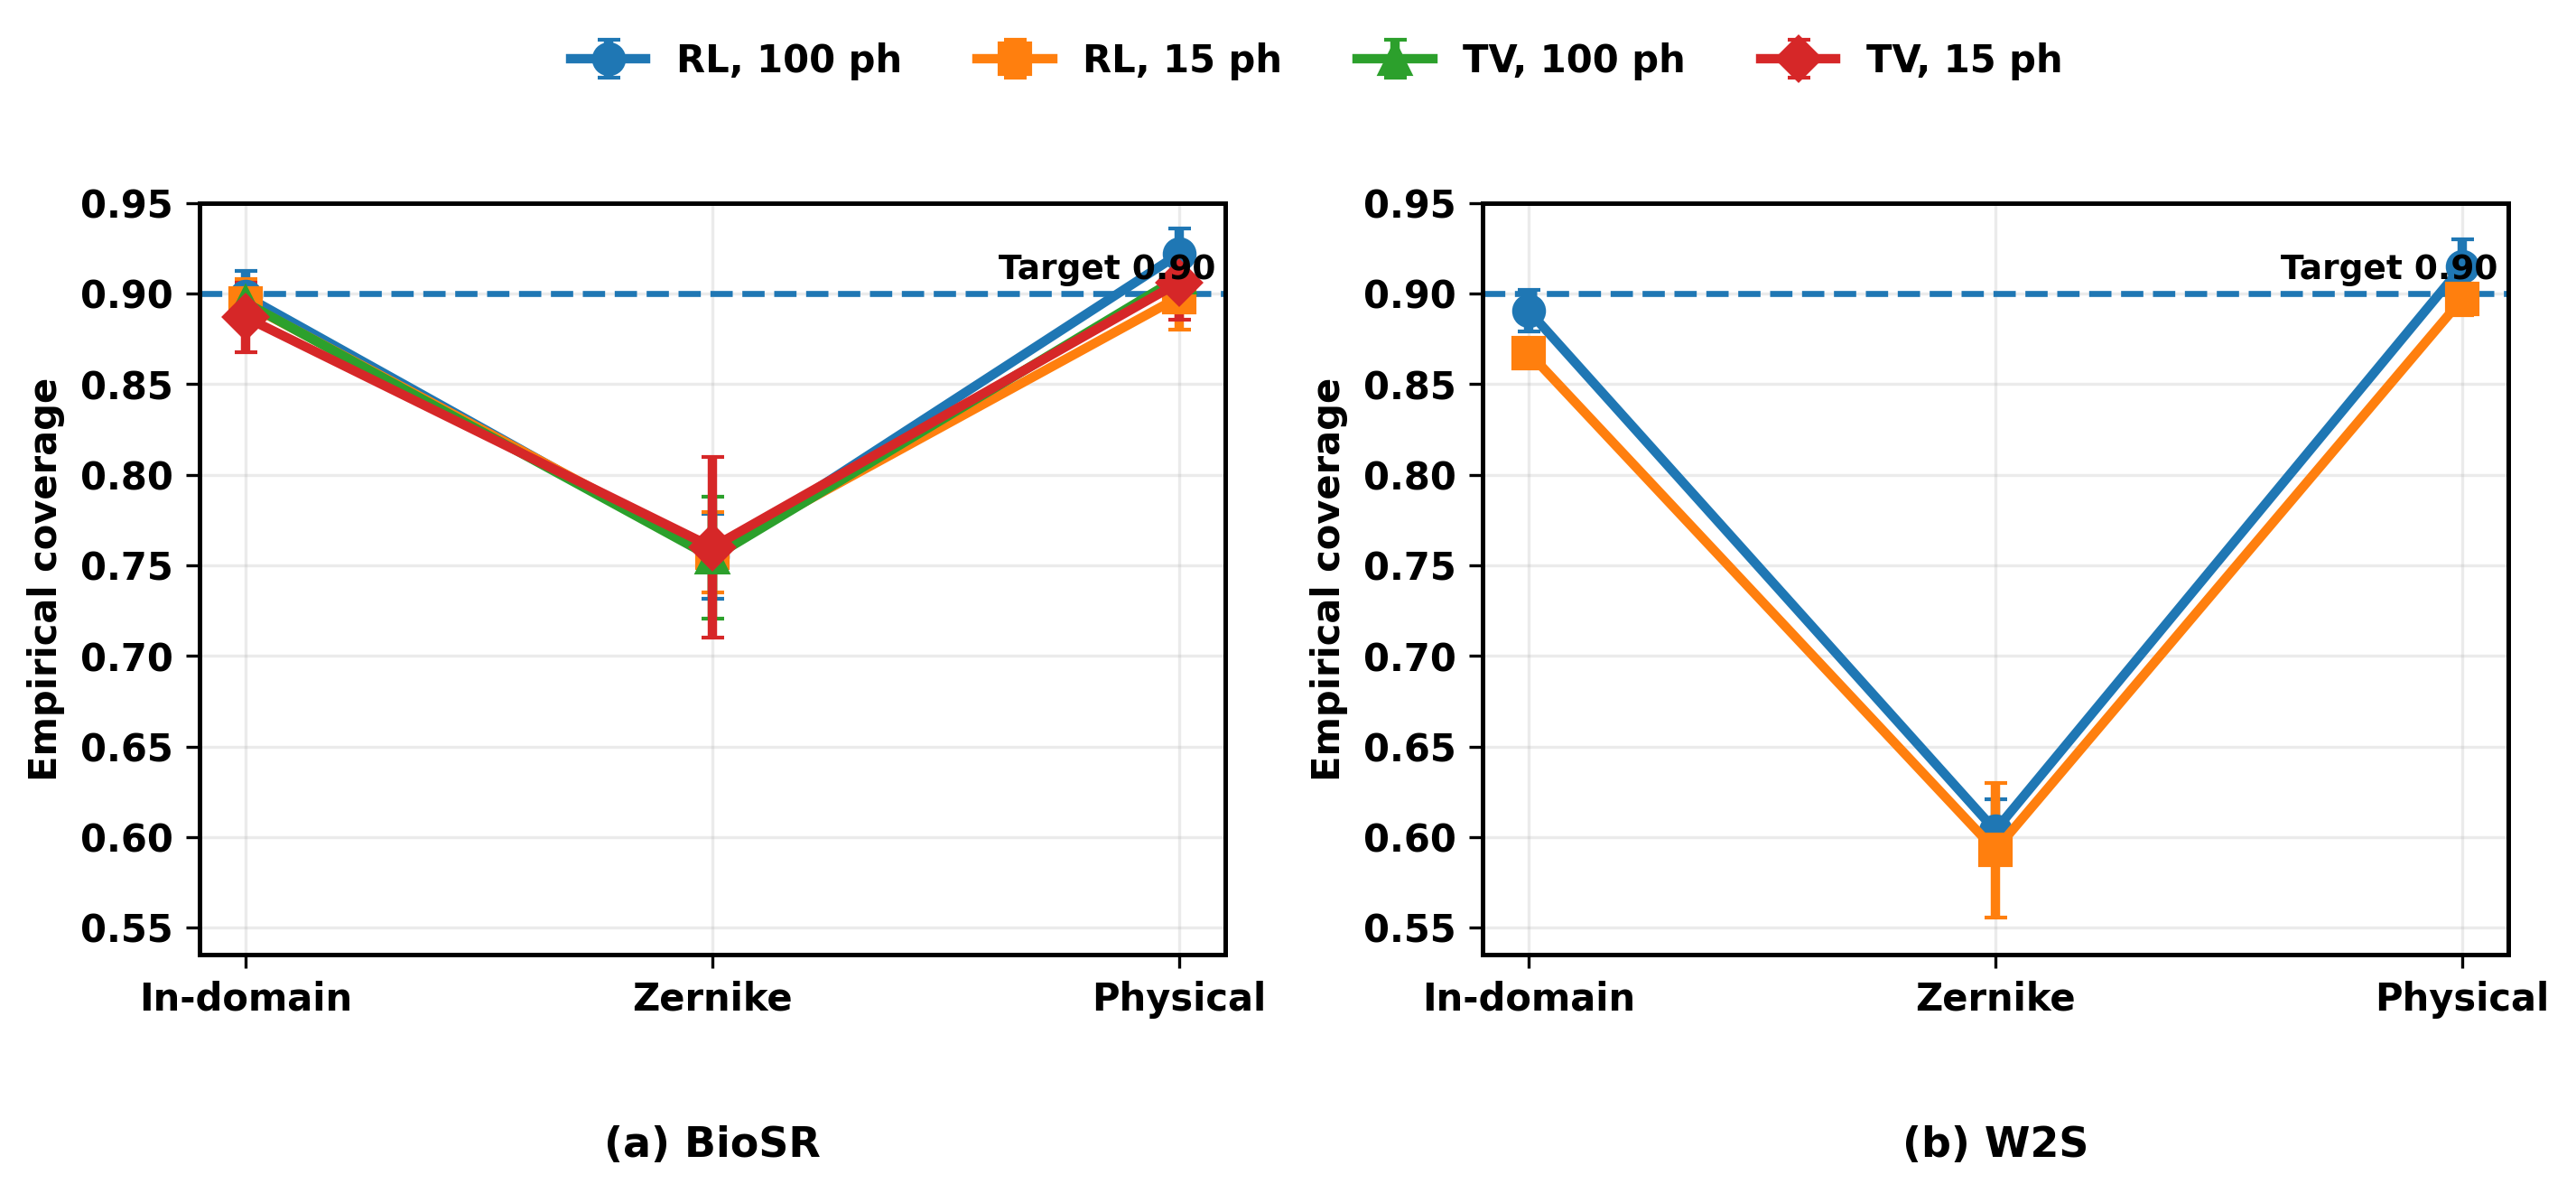 RL, 100 ph
RL, 15 ph
TV, 100 ph
TV, 15 ph
Empirical coverage
0.95
0.90
0.85
0.80
0.75
0.70
0.65
0.60
0.55
Target 0.90
In-domain
Zernike
Physical
(a) BioSR
Empirical coverage
0.95
0.90
0.85
0.80
0.75
0.70
0.65
0.60
0.55
Target 0.90
In-domain
Zernike
Physical
(b) W2S